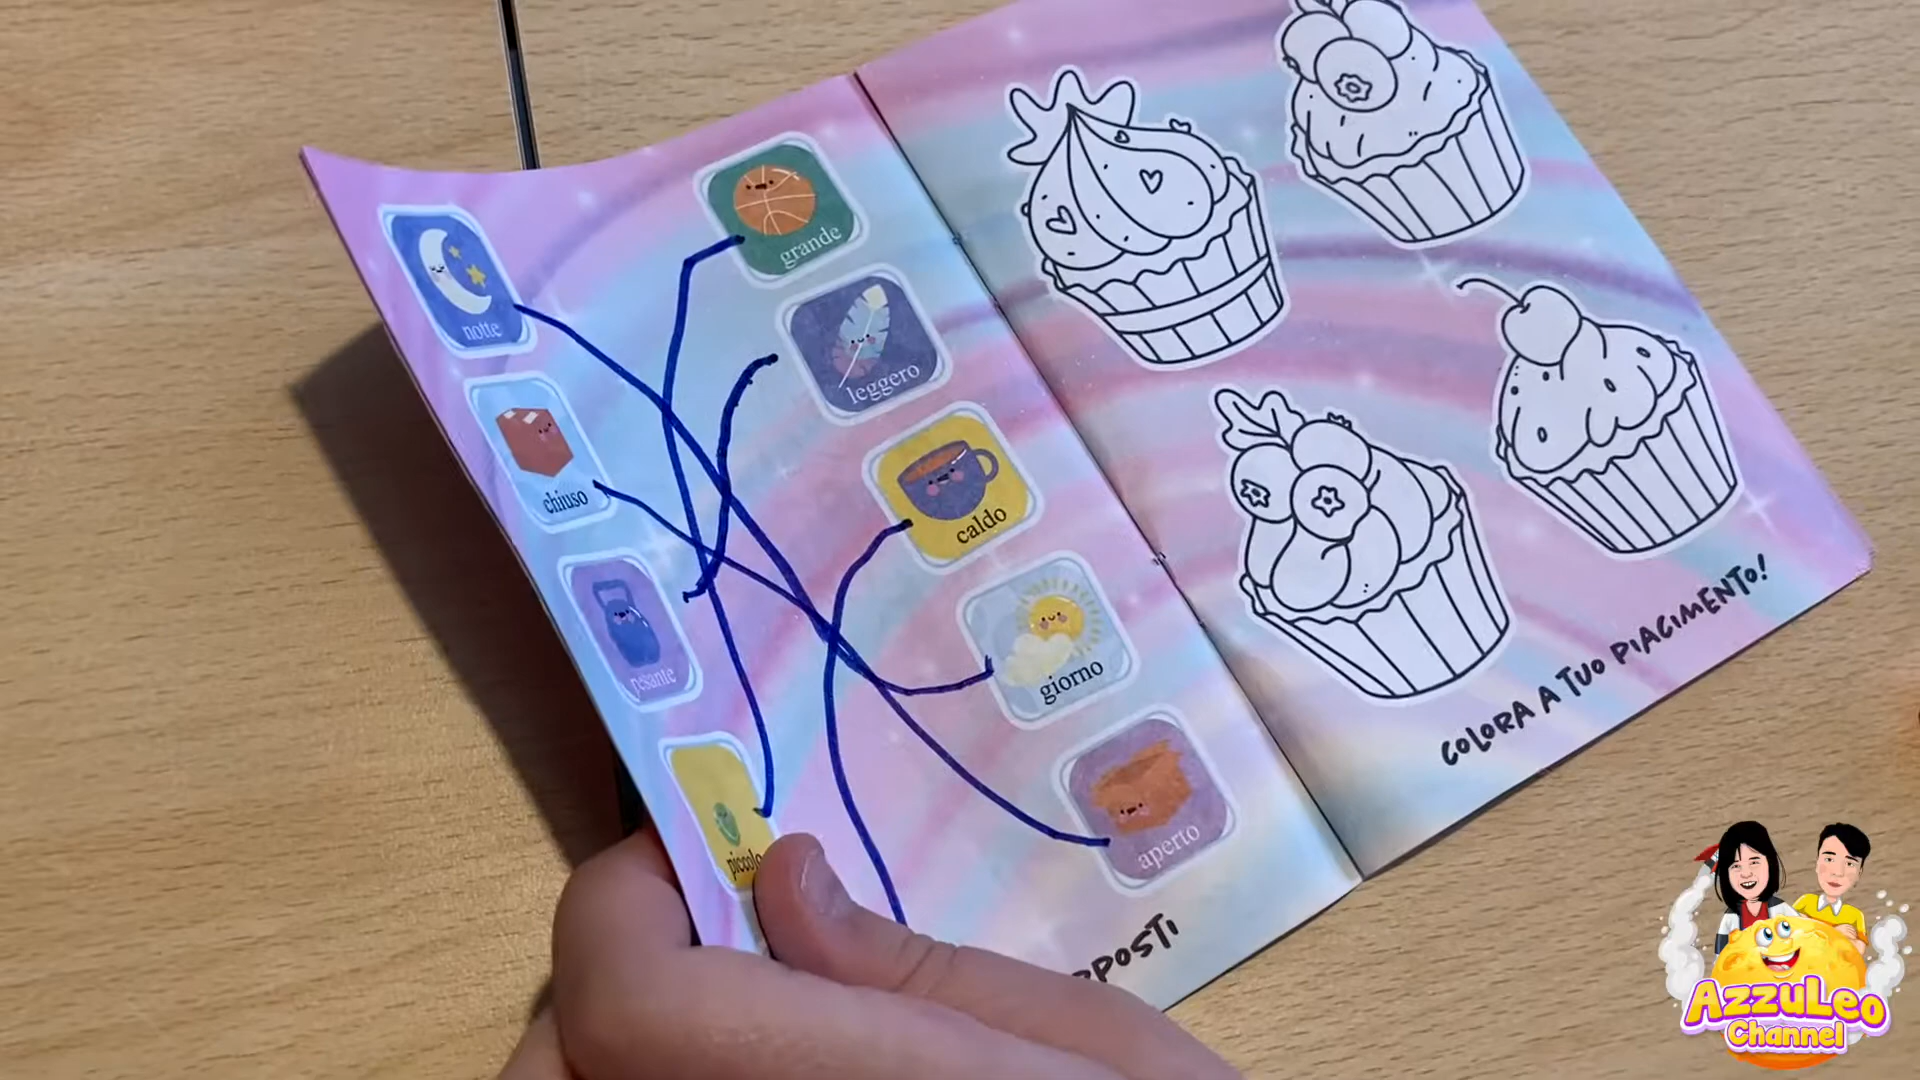 notte
chiuso
pesante
piccolo
grande
leggero
caldo
giorno
aperto
COLORA A TUO PIACIMENTO!
AzzuLeo
Channel